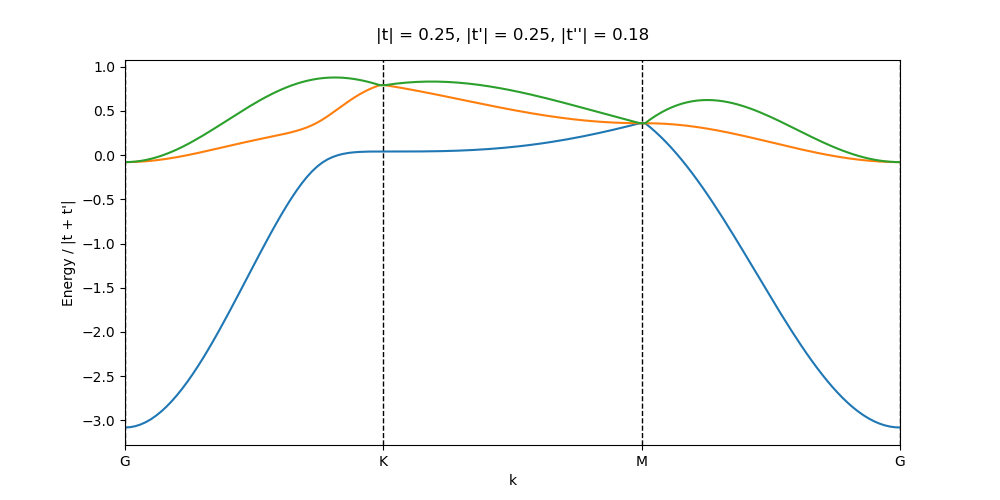 |t| = 0.25, |t'| = 0.25, |t''| = 0.18
Energy / |t + t'|
1.0
0.5
0.0
−0.5
−1.0
−1.5
−2.0
−2.5
−3.0
G K M G
k